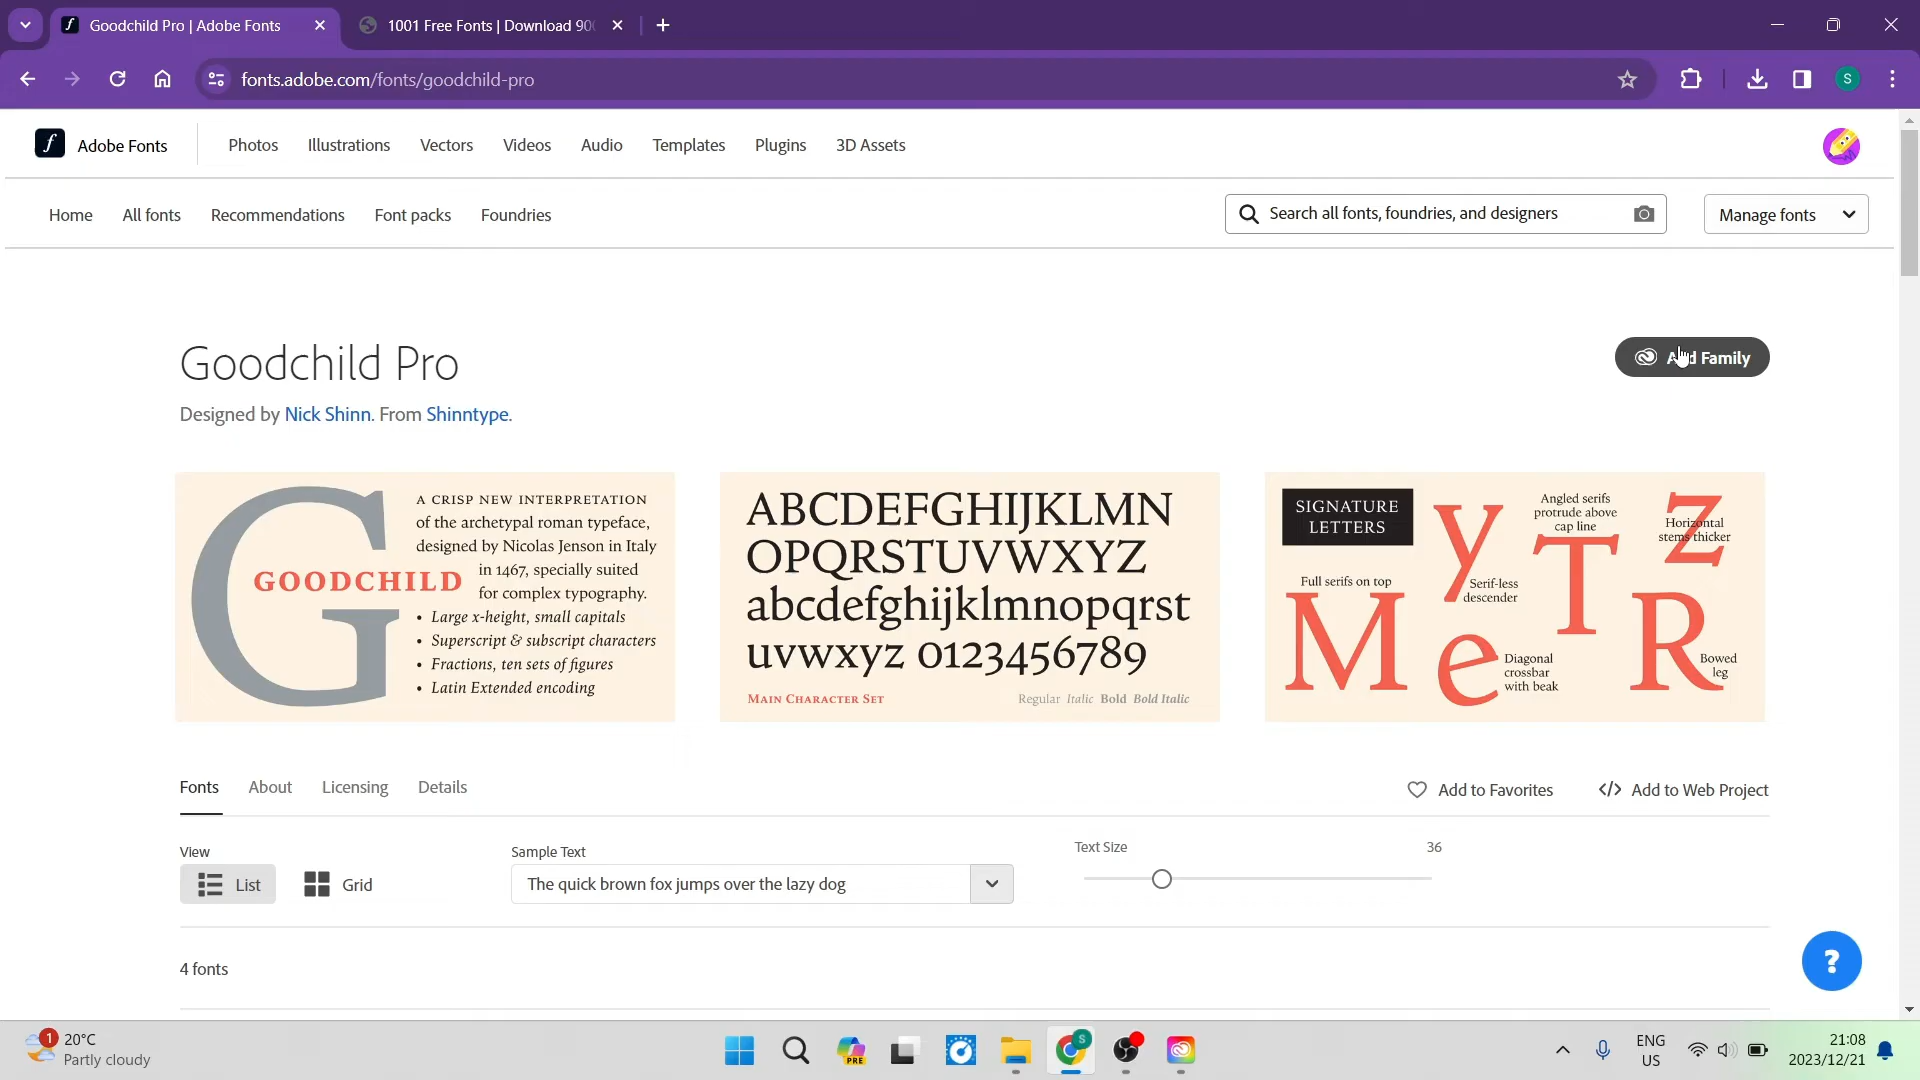 Goodchild Pro | Adobe Fonts
1001 Free Fonts | Download 90
fonts.adobe.com/fonts/goodchild-pro
S
f Adobe Fonts
Photos Illustrations Vectors Videos Audio Templates Plugins 3D Assets
Home All fonts Recommendations Font packs Foundries
Search all fonts, foundries, and designers
Manage fonts
Goodchild Pro
Add Family
Designed by Nick Shinn. From Shinntype.
G
A CRISP NEW INTERPRETATION
of the archetypal roman typeface,
designed by Nicolas Jenson in Italy
in 1467, specially suited
GOODCHILD
for complex typography.
• Large x-height, small capitals
• Superscript & subscript characters
• Fractions, ten sets of figures
• Latin Extended encoding
ABCDEFGHIJKLMN
OPQRSTUVWXYZ
abcdefghijklmnopqrst
uvwxyz 0123456789
MAIN CHARACTER SET
Regular Italic Bold Bold Italic
SIGNATURE
LETTERS
y
Serif-less
descender
Angled serifs
protrude above
cap line
T
z
Horizontal
stems thicker
Full serifs on top
M
e
Diagonal
crossbar
with beak
R
Bowed
leg
Fonts About Licensing Details
Add to Favorites
</> Add to Web Project
View
List Grid
Sample Text
The quick brown fox jumps over the lazy dog
Text Size 36
4 fonts
?
1
20°C
Partly cloudy
PRE
S
ENG
US
21:08
2023/12/21